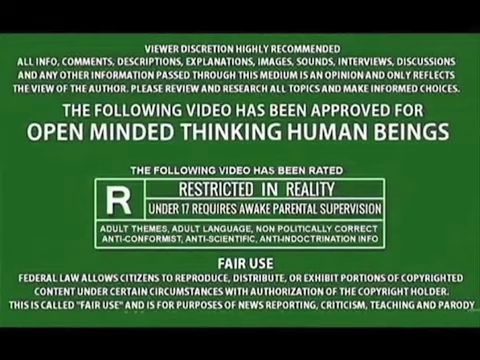 VIEWER DISCRETION HIGHLY RECOMMENDED
ALL INFO, COMMENTS, DESCRIPTIONS, EXPLANATIONS, IMAGES, SOUNDS, INTERVIEWS, DISCUSSIONS
AND ANY OTHER INFORMATION PASSED THROUGH THIS MEDIUM IS AN OPINION AND ONLY REFLECTS
THE VIEW OF THE AUTHOR. PLEASE REVIEW AND RESEARCH ALL TOPICS AND MAKE INFORMED CHOICES.
THE FOLLOWING VIDEO HAS BEEN APPROVED FOR
OPEN MINDED THINKING HUMAN BEINGS
THE FOLLOWING VIDEO HAS BEEN RATED
R
RESTRICTED IN REALITY
UNDER 17 REQUIRES AWAKE PARENTAL SUPERVISION
ADULT THEMES, ADULT LANGUAGE, NON POLITICALLY CORRECT
ANTI-CONFORMIST, ANTI-SCIENTIFIC, ANTI-INDOCTRINATION INFO
FAIR USE
FEDERAL LAW ALLOWS CITIZENS TO REPRODUCE, DISTRIBUTE, OR EXHIBIT PORTIONS OF COPYRIGHTED
CONTENT UNDER CERTAIN CIRCUMSTANCES WITH AUTHORIZATION OF THE COPYRIGHT HOLDER.
THIS IS CALLED "FAIR USE" AND IS FOR PURPOSES OF NEWS REPORTING, CRITICISM, TEACHING AND PARODY